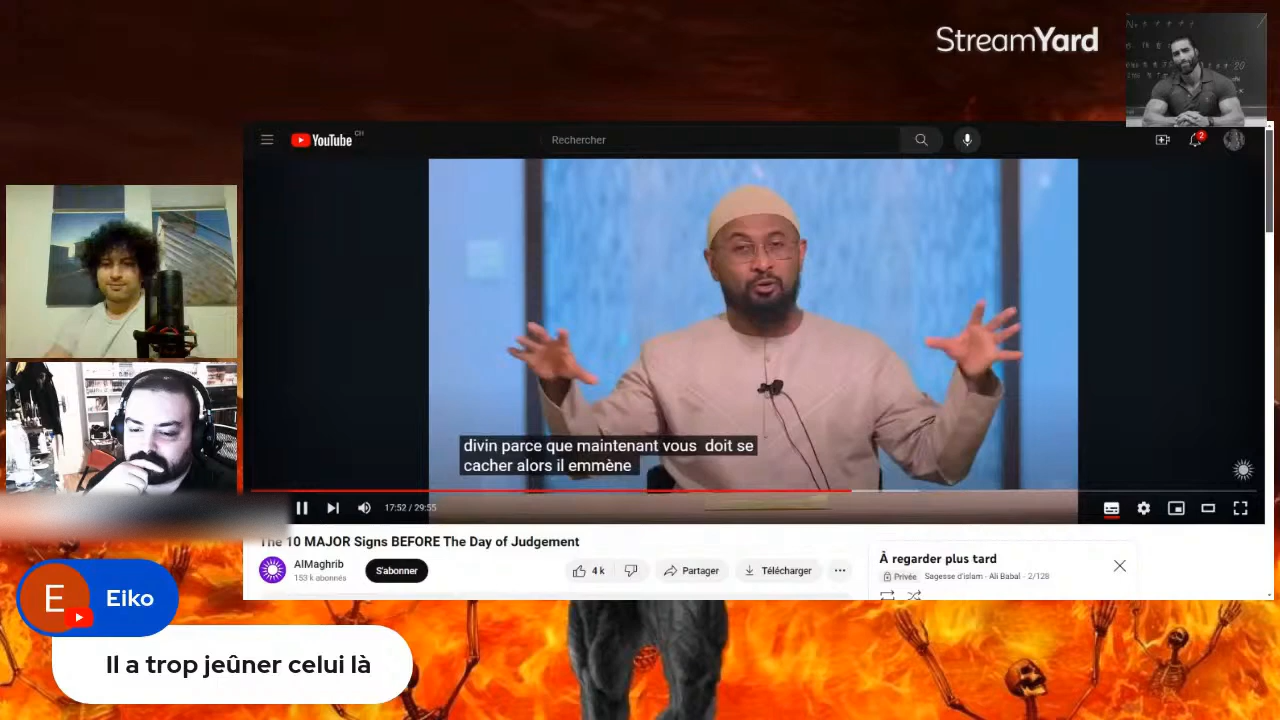 StreamYard
YouTube CH
Rechercher
2
divin parce que maintenant vous doit se
cacher alors il emmène
17:52 / 29:55
The 10 MAJOR Signs BEFORE The Day of Judgement
AlMaghrib
153 k abonnés
S'abonner
4 k
Partager
Télécharger
À regarder plus tard
Privée
Sagesse d'islam - Ali Babal - 2/128
E
Eiko
Il a trop jeûner celui là